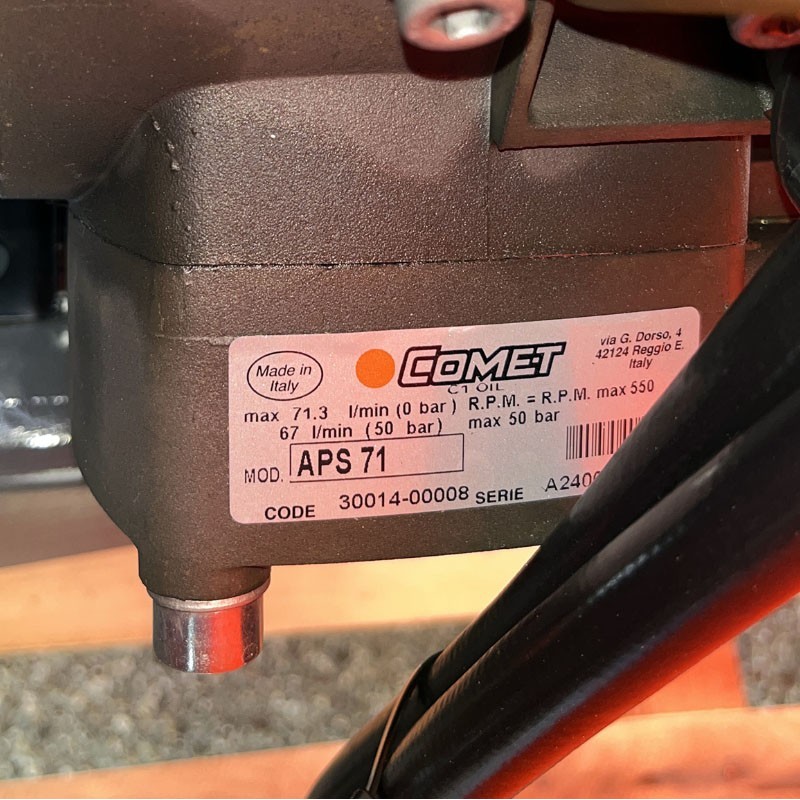 Made in
Italy
COMET
via G. Dorso, 4
42124 Reggio E.
Italy
C1 OIL
max 71.3 l/min (0 bar) R.P.M. = R.P.M. max 550
67 l/min (50 bar) max 50 bar
MOD. APS 71
CODE 30014-00008 SERIE